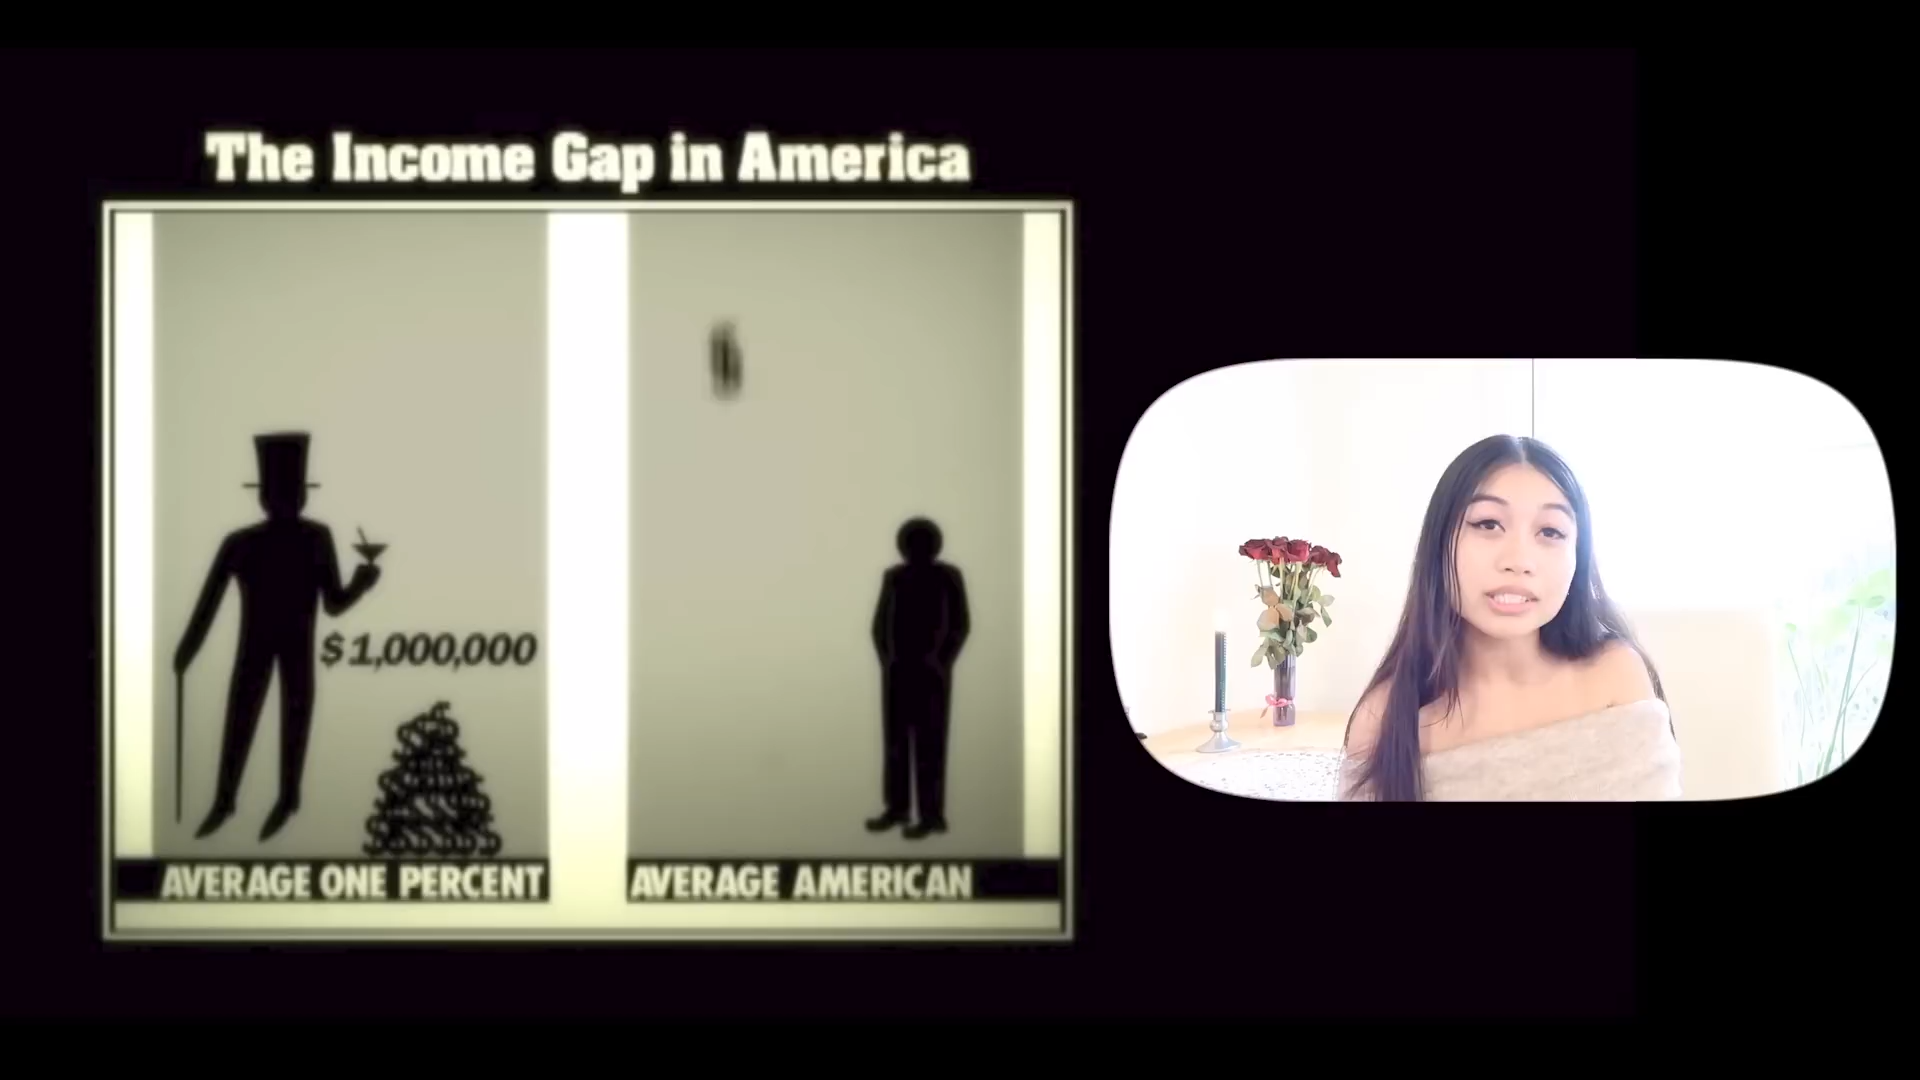 The Income Gap in America
$1,000,000
AVERAGE ONE PERCENT
AVERAGE AMERICAN